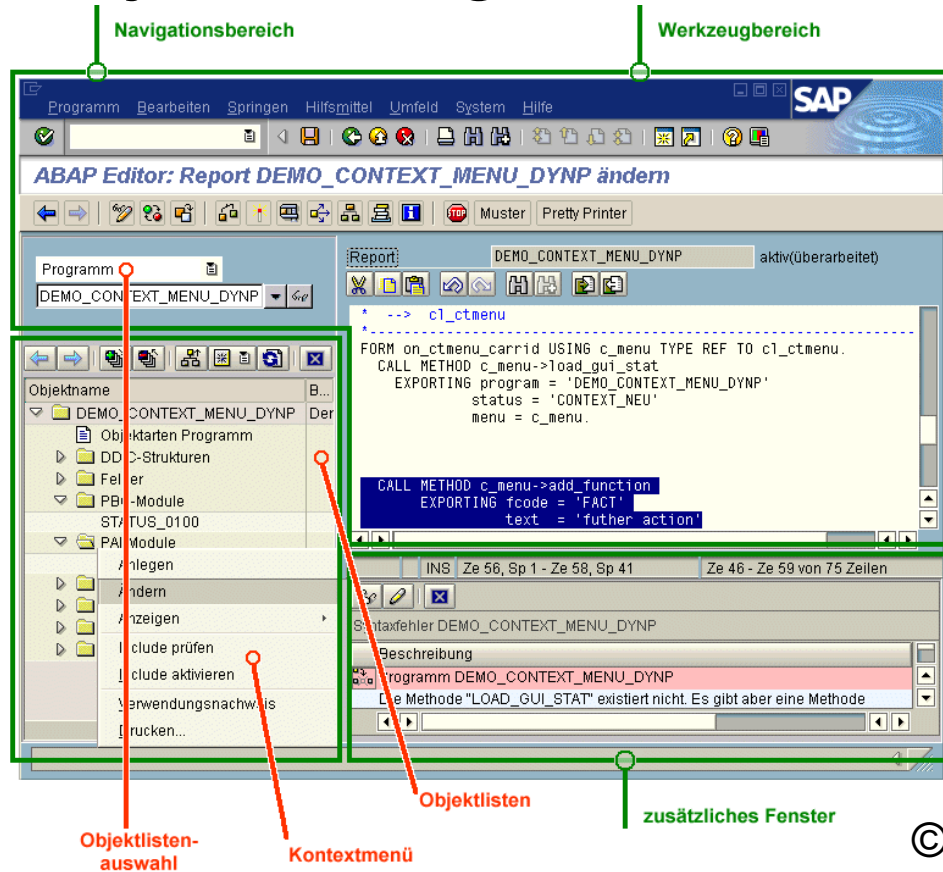 Navigationsbereich
Werkzeugbereich
Programm Bearbeiten Springen Hilfsmittel Umfeld System Hilfe
SAP
ABAP Editor: Report DEMO_CONTEXT_MENU_DYNP ändern
STOP Muster Pretty Printer
Programm
DEMO_CONTEXT_MENU_DYNP
Report DEMO_CONTEXT_MENU_DYNP aktiv(überarbeitet)
* --> cl_ctmenu
*----------------------------------------------------------------------
FORM on_ctmenu_carrid USING c_menu TYPE REF TO cl_ctmenu.
CALL METHOD c_menu->load_gui_stat
EXPORTING program = 'DEMO_CONTEXT_MENU_DYNP'
status = 'CONTEXT_NEU'
menu = c_menu.
CALL METHOD c_menu->add_function
EXPORTING fcode = 'FACT'
text = 'futher action'
INS Ze 56, Sp 1 - Ze 58, Sp 41 Ze 46 - Ze 59 von 75 Zeilen
Objektname B...
DEMO_CONTEXT_MENU_DYNP Der
Objektarten Programm
DDIC-Strukturen
Felder
PBO-Module
STATUS_0100
PAI-Module
Anlegen
Ändern
Anzeigen
Include prüfen
Include aktivieren
Verwendungsnachweis
Drucken...
Syntaxfehler DEMO_CONTEXT_MENU_DYNP
Beschreibung
Programm DEMO_CONTEXT_MENU_DYNP
Die Methode "LOAD_GUI_STAT" existiert nicht. Es gibt aber eine Methode
Objektlisten
zusätzliches Fenster
Objektlisten-
auswahl
Kontextmenü
©